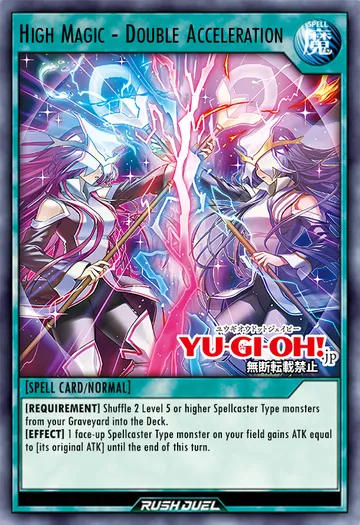 High Magic - Double Acceleration
SPELL
魔
ユウギオウドットジェイピー
YU-GI-OH!.jp
無断転載禁止
[SPELL CARD/NORMAL]
[REQUIREMENT] Shuffle 2 Level 5 or higher Spellcaster Type monsters
from your Graveyard into the Deck.
[EFFECT] 1 face-up Spellcaster Type monster on your field gains ATK equal
to [its original ATK] until the end of this turn.
RUSH DUEL